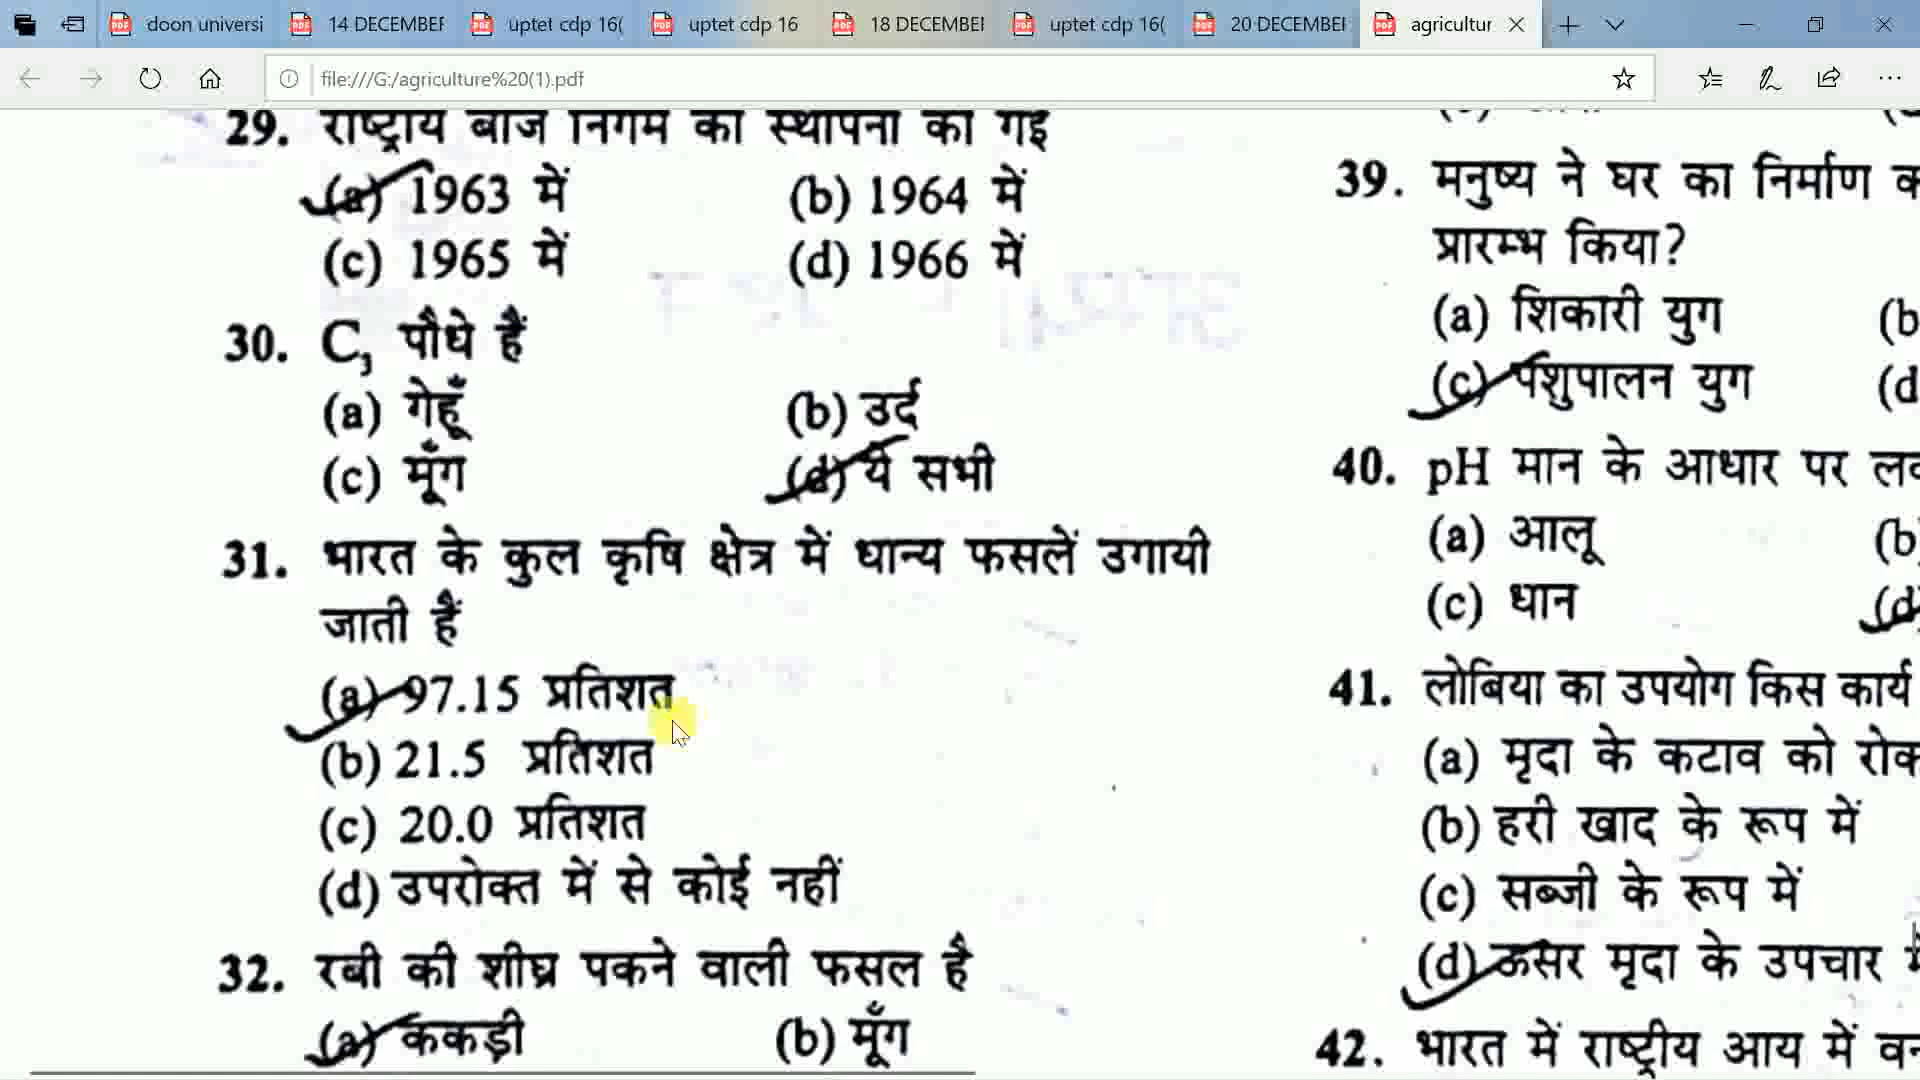 doon universi
14 DECEMBER
uptet cdp 16(
uptet cdp 16
18 DECEMBER
uptet cdp 16(
20 DECEMBER
agricultur
file:///G:/agriculture%20(1).pdf
29. राष्ट्रीय बीज निगम की स्थापना की गई
(a) 1963 में (b) 1964 में
(c) 1965 में (d) 1966 में
30. C₃ पौधे हैं
(a) गेहूँ (b) उर्द
(c) मूँग (d) ये सभी
31. भारत के कुल कृषि क्षेत्र में धान्य फसलें उगायी
जाती हैं
(a) 97.15 प्रतिशत
(b) 21.5 प्रतिशत
(c) 20.0 प्रतिशत
(d) उपरोक्त में से कोई नहीं
32. रबी की शीघ्र पकने वाली फसल है
(a) ककड़ी (b) मूँग
39. मनुष्य ने घर का निर्माण
प्रारम्भ किया?
(a) शिकारी युग (b
(c) पशुपालन युग (d
40. pH मान के आधार पर
(a) आलू (b
(c) धान (d
41. लोबिया का उपयोग किस कार्य
(a) मृदा के कटाव को
(b) हरी खाद के रूप में
(c) सब्जी के रूप में
(d) ऊसर मृदा के उपचार
42. भारत में राष्ट्रीय आय में